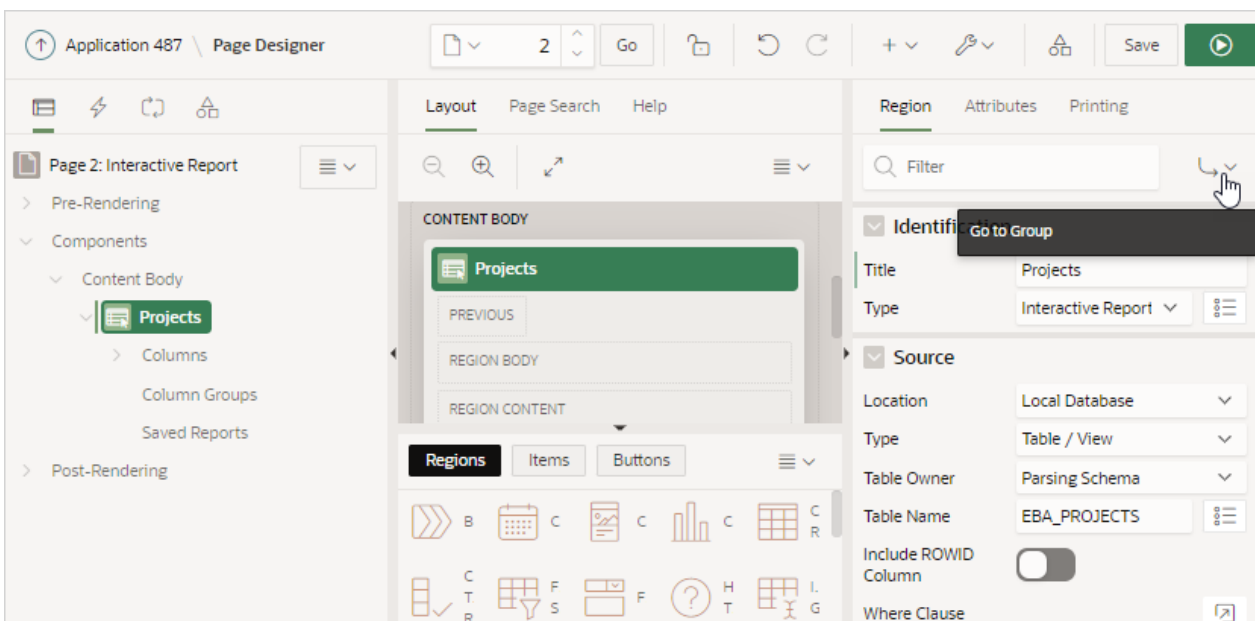 Application 487 \ Page Designer
2
Go
Save
Page 2: Interactive Report
Pre-Rendering
Components
Content Body
Projects
Columns
Column Groups
Saved Reports
Post-Rendering
Layout Page Search Help
CONTENT BODY
Projects
PREVIOUS
REGION BODY
REGION CONTENT
Regions Items Buttons
B C C C C R
C T R F S F H T I. G
Region Attributes Printing
Filter
Go to Group
Title Projects
Type Interactive Report
Source
Location Local Database
Type Table / View
Table Owner Parsing Schema
Table Name EBA_PROJECTS
Include ROWID
Column
Where Clause